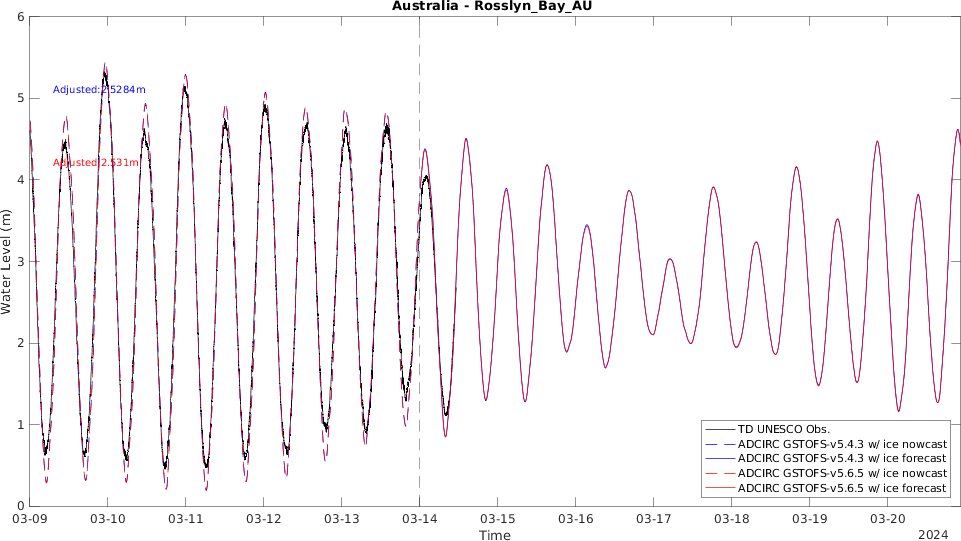 Australia - Rosslyn_Bay_AU
6
5
4
3
2
1
0
Water Level (m)
Adjusted:2.5284m
Adjusted:2.531m
TD UNESCO Obs.
ADCIRC GSTOFS-v5.4.3 w/ ice nowcast
ADCIRC GSTOFS-v5.4.3 w/ ice forecast
ADCIRC GSTOFS-v5.6.5 w/ ice nowcast
ADCIRC GSTOFS-v5.6.5 w/ ice forecast
03-09 03-10 03-11 03-12 03-13 03-14 03-15 03-16 03-17 03-18 03-19 03-20
Time
2024